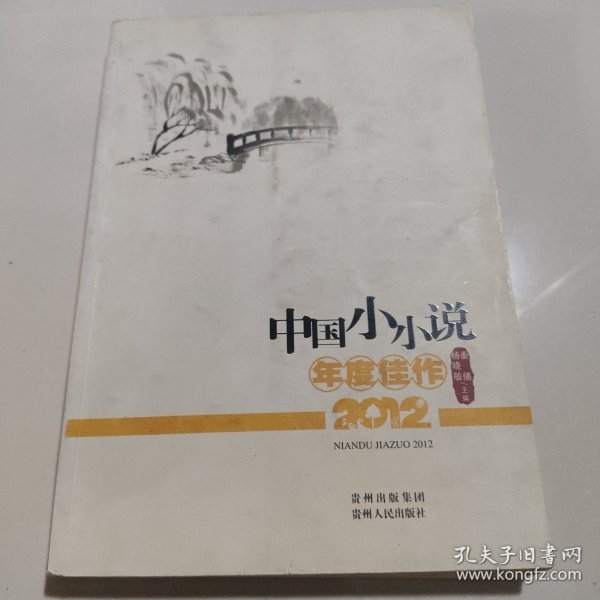 中国小小说
年度佳作
秦俑
杨晓敏/主编
2012
NIANDU JIAZUO 2012
贵州出版集团
贵州人民出版社
孔夫子旧书网
www.kongfz.com